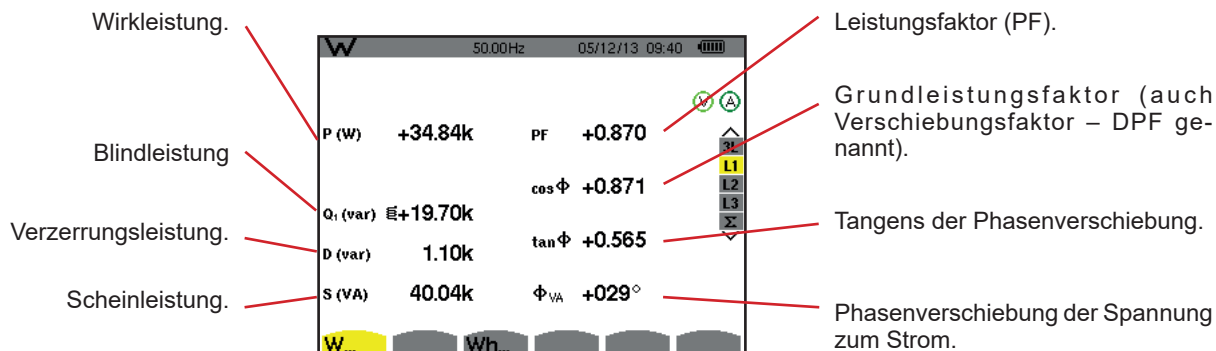 Wirkleistung.
Blindleistung
Verzerrungsleistung.
Scheinleistung.
W 50.00Hz 05/12/13 09:40
V A
P (W) +34.84k PF +0.870
cos Φ +0.871
Q₁ (var) +19.70k
tan Φ +0.565
D (var) 1.10k
S (VA) 40.04k Φ VA +029°
3L
L1
L2
L3
Σ
W... Wh...
Leistungsfaktor (PF).
Grundleistungsfaktor (auch
Verschiebungsfaktor – DPF ge-
nannt).
Tangens der Phasenverschiebung.
Phasenverschiebung der Spannung
zum Strom.